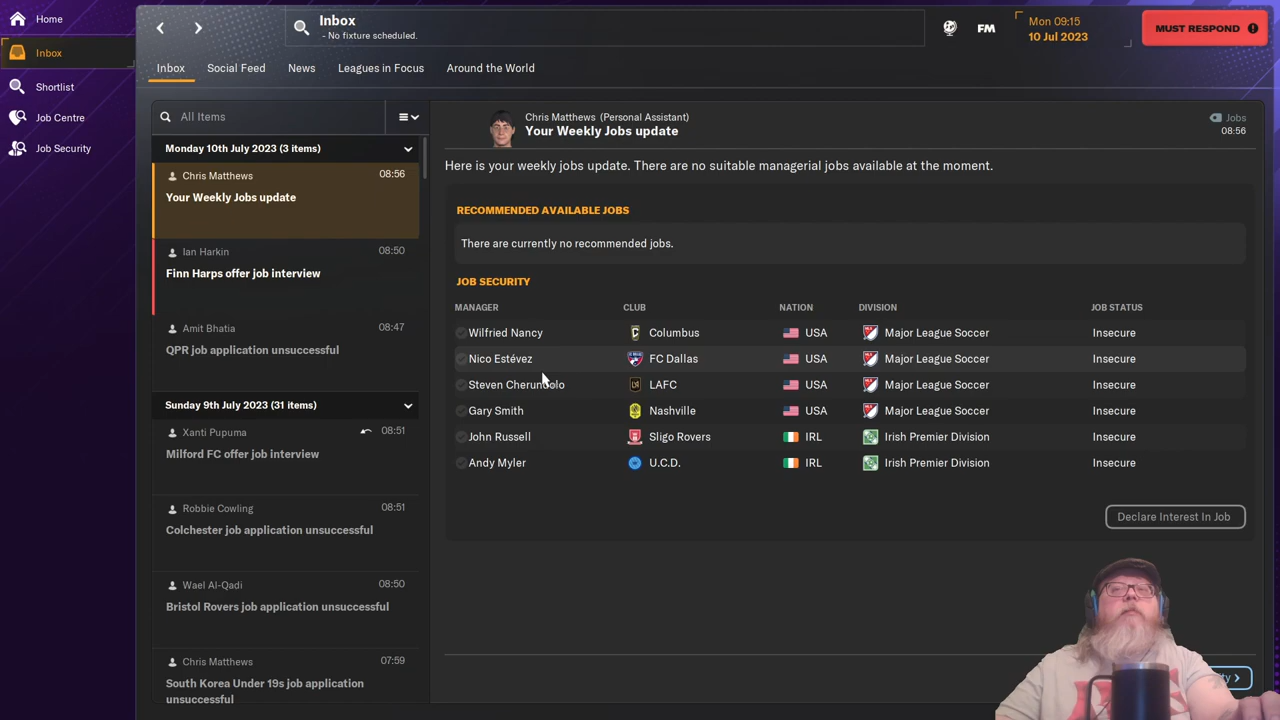 Home
Inbox
Shortlist
Job Centre
Job Security
Inbox
- No fixture scheduled.
FM
Mon 09:15
10 Jul 2023
MUST RESPOND
Inbox
Social Feed
News
Leagues in Focus
Around the World
All Items
Monday 10th July 2023 (3 items)
Chris Matthews 08:56
Your Weekly Jobs update
Ian Harkin 08:50
Finn Harps offer job interview
Amit Bhatia 08:47
QPR job application unsuccessful
Sunday 9th July 2023 (31 items)
Xanti Pupuma 08:51
Milford FC offer job interview
Robbie Cowling 08:51
Colchester job application unsuccessful
Wael Al-Qadi 08:50
Bristol Rovers job application unsuccessful
Chris Matthews 07:59
South Korea Under 19s job application
unsuccessful
Chris Matthews (Personal Assistant)
Your Weekly Jobs update
Jobs
08:56
Here is your weekly jobs update. There are no suitable managerial jobs available at the moment.
RECOMMENDED AVAILABLE JOBS
There are currently no recommended jobs.
JOB SECURITY
MANAGER CLUB NATION DIVISION JOB STATUS
Wilfried Nancy Columbus USA Major League Soccer Insecure
Nico Estévez FC Dallas USA Major League Soccer Insecure
Steven Cherundolo LAFC USA Major League Soccer Insecure
Gary Smith Nashville USA Major League Soccer Insecure
John Russell Sligo Rovers IRL Irish Premier Division Insecure
Andy Myler U.C.D. IRL Irish Premier Division Insecure
Declare Interest In Job